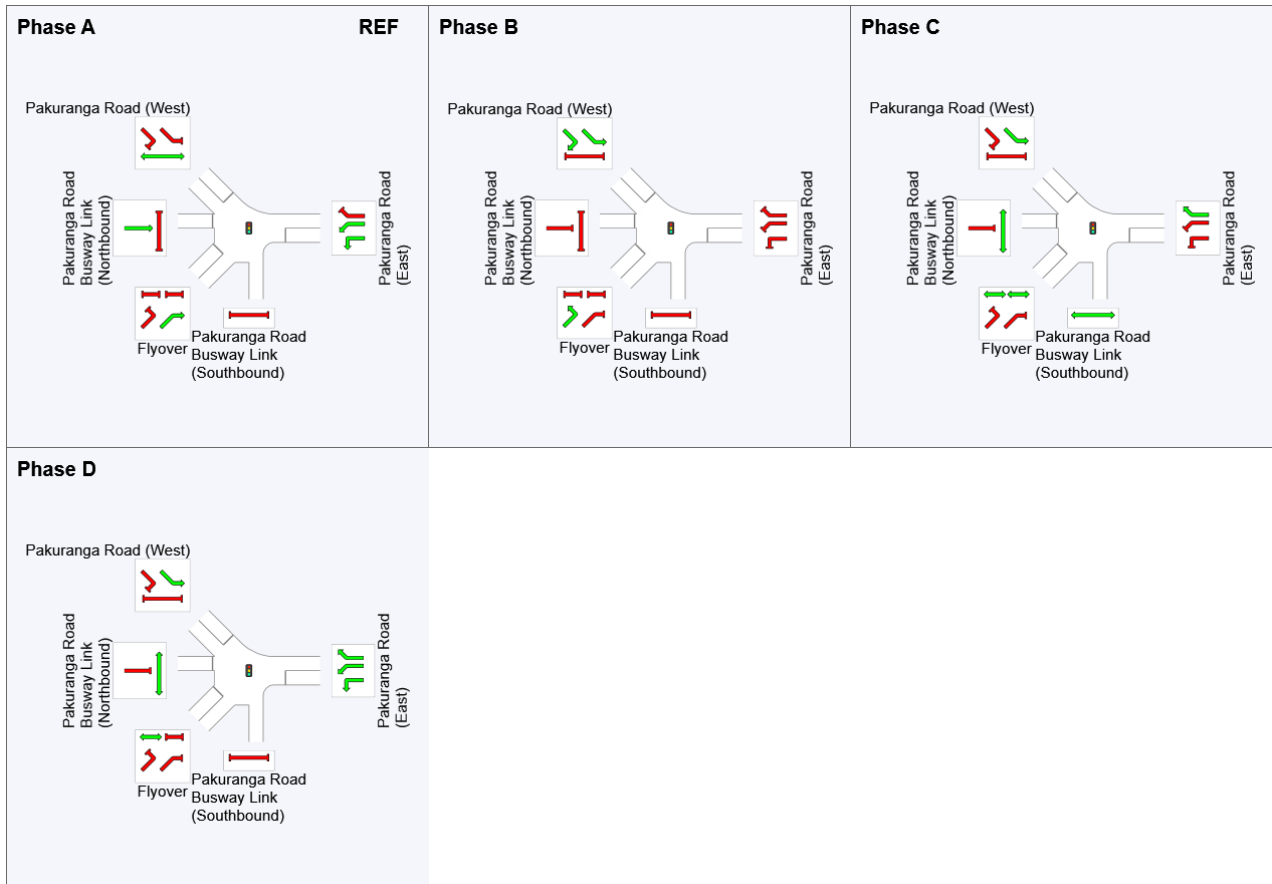 Phase A
REF
Pakuranga Road (West)
Pakuranga Road
Busway Link
(Northbound)
Pakuranga Road
(East)
Flyover
Pakuranga Road
Busway Link
(Southbound)
Phase B
Pakuranga Road (West)
Pakuranga Road
Busway Link
(Northbound)
Pakuranga Road
(East)
Flyover
Pakuranga Road
Busway Link
(Southbound)
Phase C
Pakuranga Road (West)
Pakuranga Road
Busway Link
(Northbound)
Pakuranga Road
(East)
Flyover
Pakuranga Road
Busway Link
(Southbound)
Phase D
Pakuranga Road (West)
Pakuranga Road
Busway Link
(Northbound)
Pakuranga Road
(East)
Flyover
Pakuranga Road
Busway Link
(Southbound)